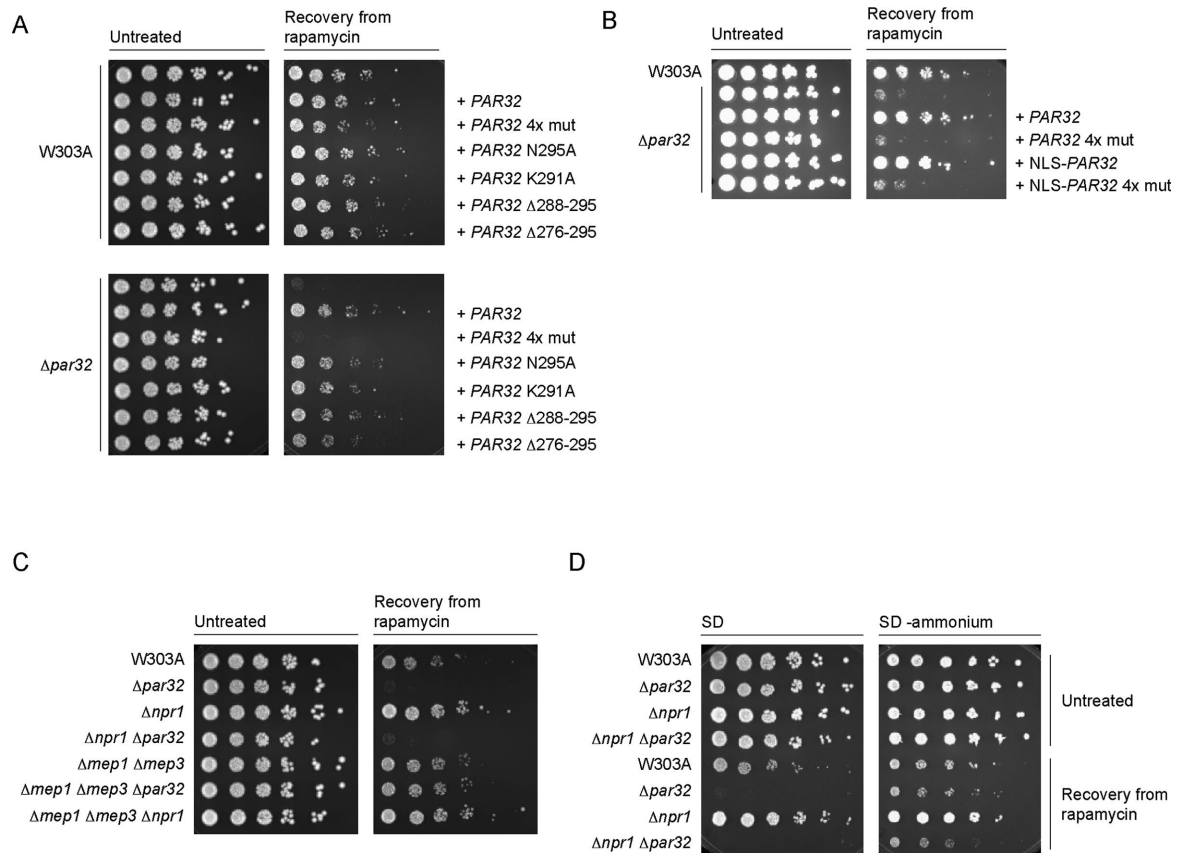 A
Untreated
Recovery from
rapamycin
W303A
+ PAR32
+ PAR32 4x mut
+ PAR32 N295A
+ PAR32 K291A
+ PAR32 Δ288-295
+ PAR32 Δ276-295
Δpar32
+ PAR32
+ PAR32 4x mut
+ PAR32 N295A
+ PAR32 K291A
+ PAR32 Δ288-295
+ PAR32 Δ276-295
B
Untreated
Recovery from
rapamycin
W303A
Δpar32
+ PAR32
+ PAR32 4x mut
+ NLS-PAR32
+ NLS-PAR32 4x mut
C
Untreated
Recovery from
rapamycin
W303A
Δpar32
Δnpr1
Δnpr1 Δpar32
Δmep1 Δmep3
Δmep1 Δmep3 Δpar32
Δmep1 Δmep3 Δnpr1
D
SD
SD -ammonium
W303A
Δpar32
Δnpr1
Δnpr1 Δpar32
W303A
Δpar32
Δnpr1
Δnpr1 Δpar32
Untreated
Recovery from
rapamycin